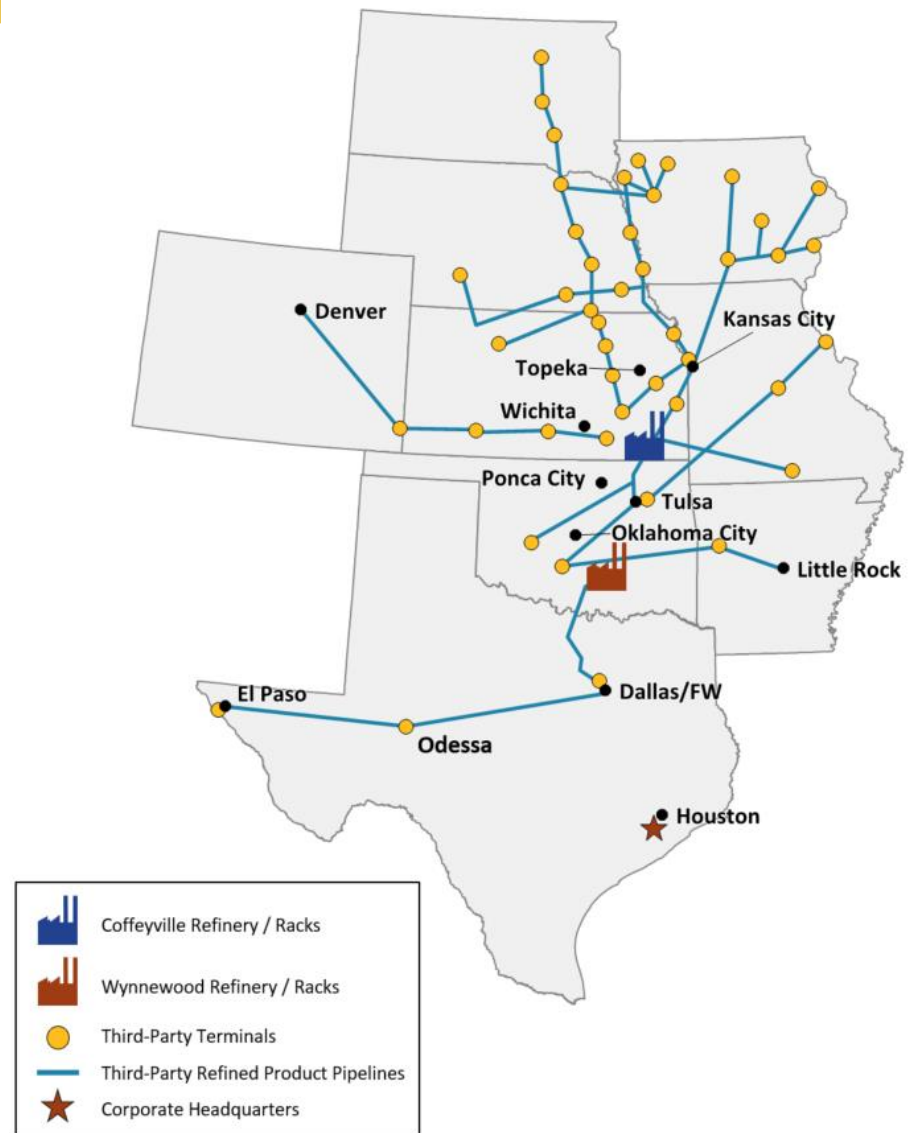 Denver
Kansas City
Topeka
Wichita
Ponca City
Tulsa
Oklahoma City
Little Rock
El Paso
Dallas/FW
Odessa
Houston
Coffeyville Refinery / Racks
Wynnewood Refinery / Racks
Third-Party Terminals
Third-Party Refined Product Pipelines
Corporate Headquarters